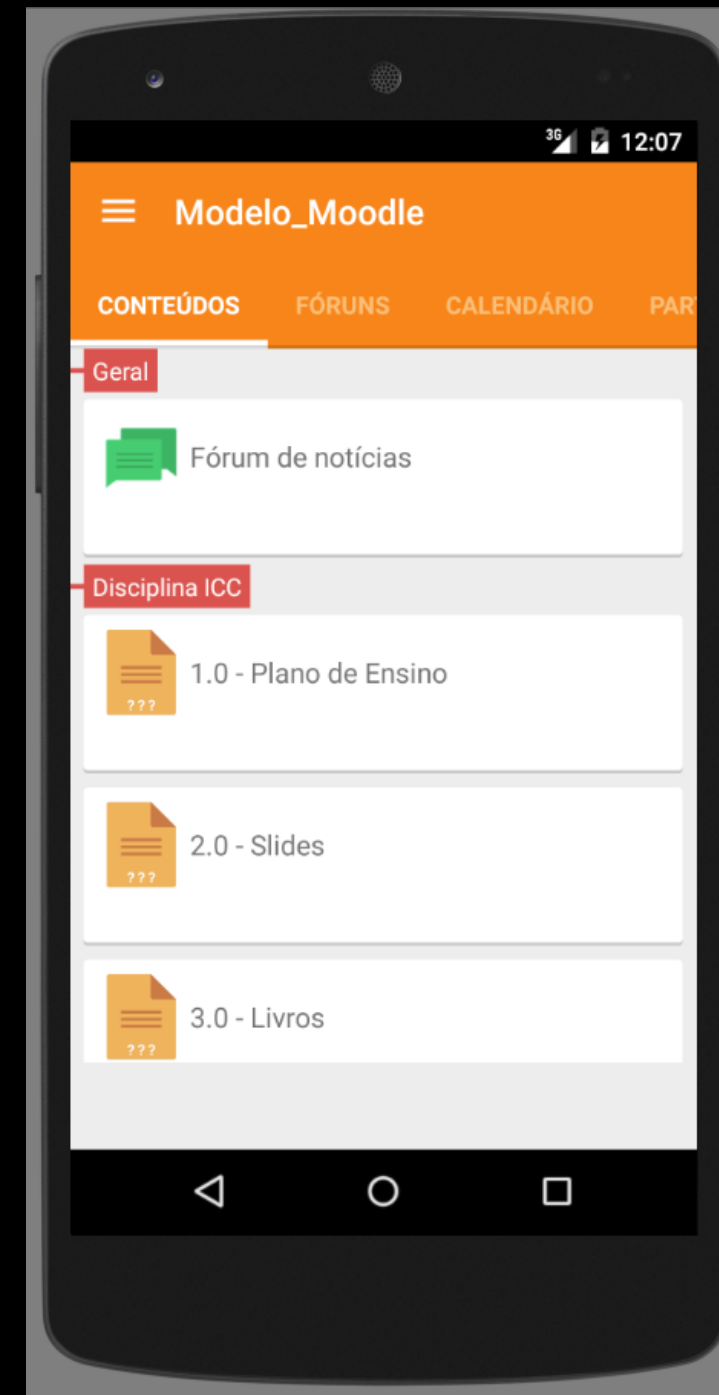 3G 12:07
Modelo_Moodle
CONTEÚDOS FÓRUNS CALENDÁRIO PAR
Geral
Fórum de notícias
Disciplina ICC
???
1.0 - Plano de Ensino
???
2.0 - Slides
???
3.0 - Livros